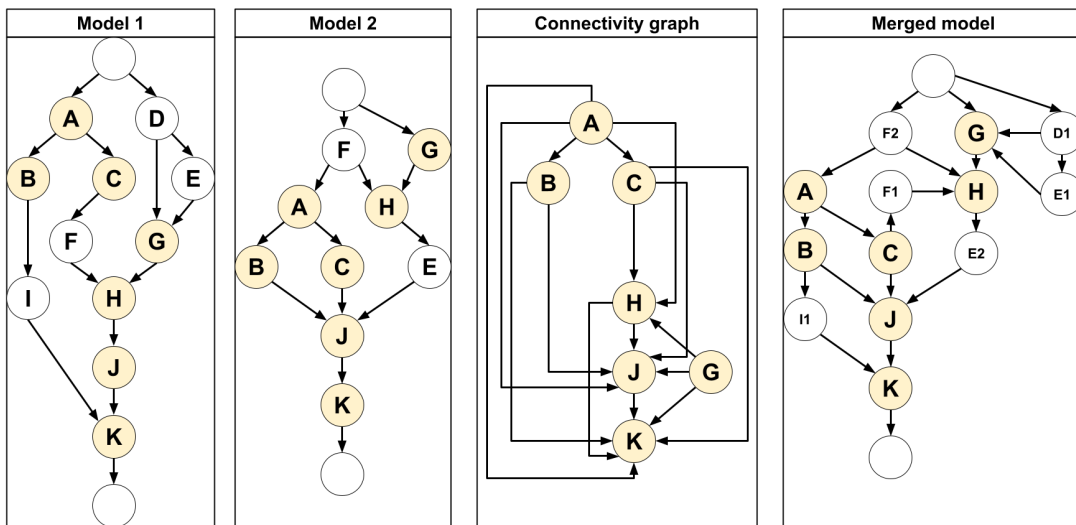 Model 1
A
D
B
C
E
F
G
I
H
J
K
Model 2
F
G
A
H
B
C
E
J
K
Connectivity graph
A
B
C
H
J
G
K
Merged model
F2
G
D1
A
F1
H
E1
B
C
E2
I1
J
K